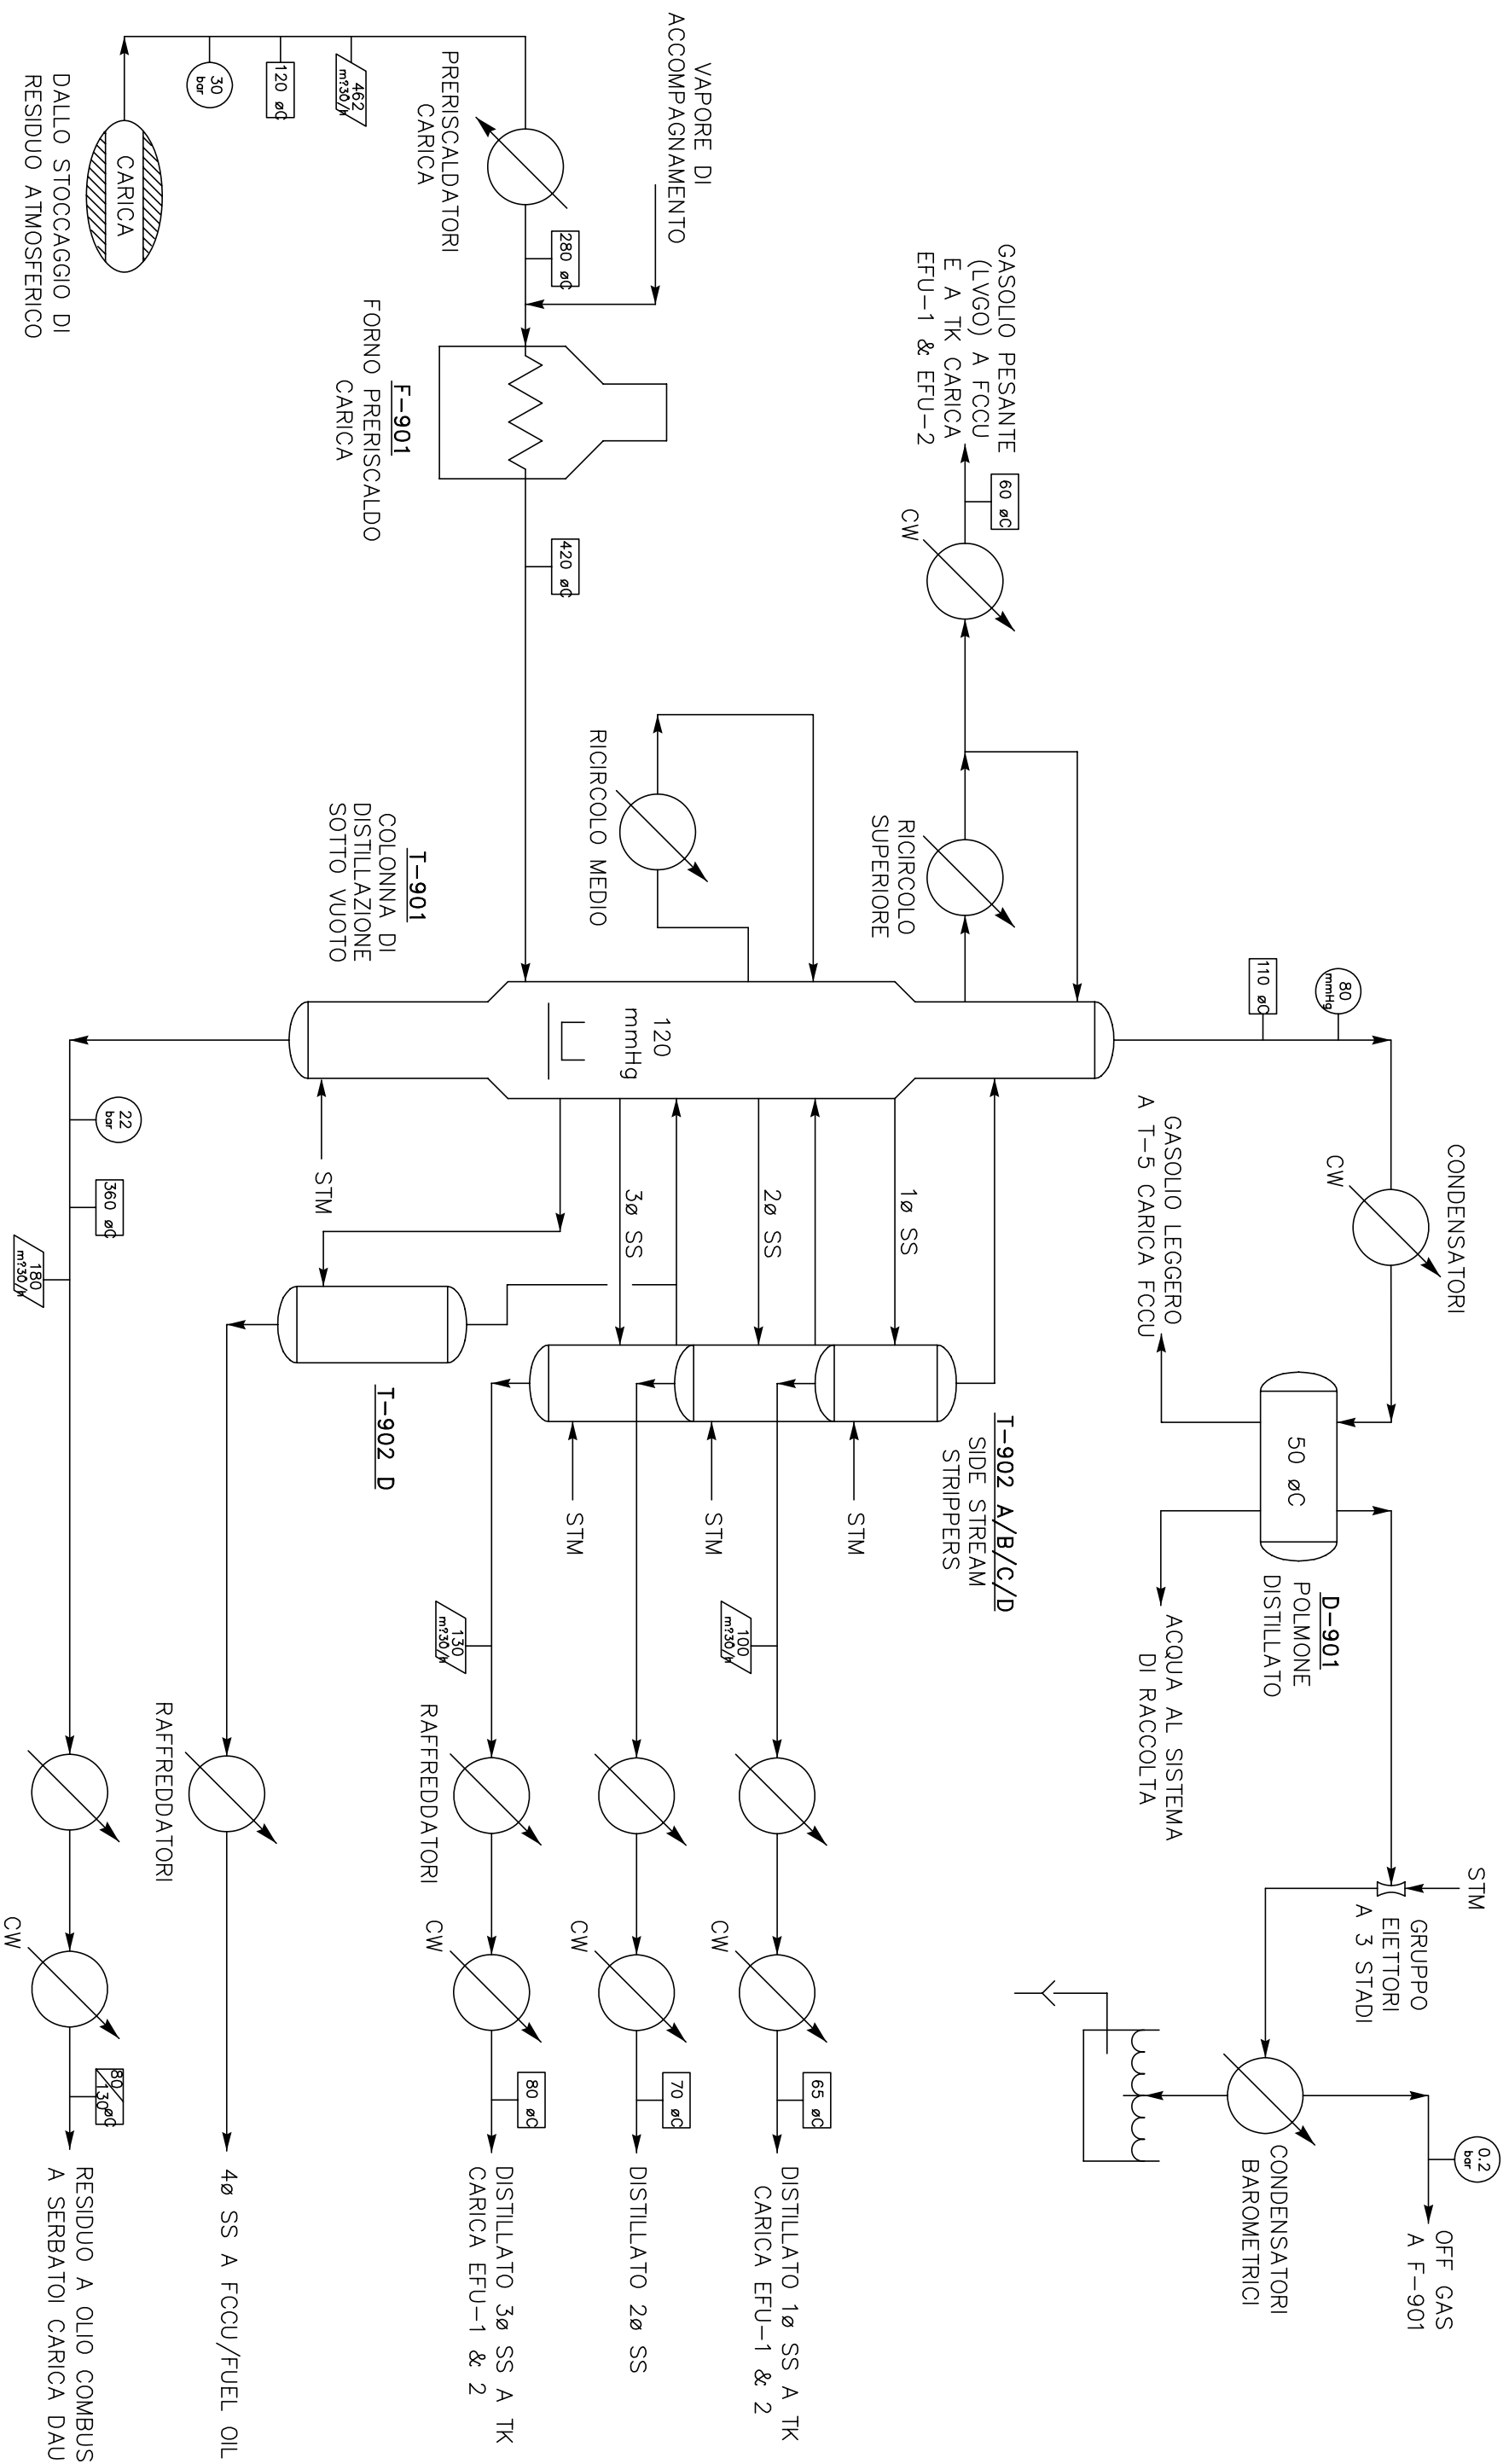 DALLO STOCCAGGIO DI
RESIDUO ATMOSFERICO
CARICA
30
bar
120 øC
462
m?30/h
PRERISCALDATORI
CARICA
VAPORE DI
ACCOMPAGNAMENTO
280 øC
F-901
FORNO PRERISCALDO
CARICA
420 øC
GASOLIO PESANTE
(LVGO) A FCCU
E A TK CARICA
EFU-1 & EFU-2
60 øC
CW
RICIRCOLO
SUPERIORE
RICIRCOLO MEDIO
T-901
COLONNA DI
DISTILLAZIONE
SOTTO VUOTO
120
mmHg
110 øC
80
mmHg
CONDENSATORI
CW
GASOLIO LEGGERO
A T-5 CARICA FCCU
50 øC
D-901
POLMONE
DISTILLATO
ACQUA AL SISTEMA
DI RACCOLTA
STM
GRUPPO
EIETTORI
A 3 STADI
CONDENSATORI
BAROMETRICI
0.2
bar
OFF GAS
A F-901
1ø SS
2ø SS
3ø SS
STM
T-902 A/B/C/D
SIDE STREAM
STRIPPERS
STM
STM
STM
T-902 D
100
m?30/h
130
m?30/h
RAFFREDDATORI
CW
CW
CW
65 øC
70 øC
80 øC
DISTILLATO 1ø SS A TK
CARICA EFU-1 & 2
DISTILLATO 2ø SS
DISTILLATO 3ø SS A TK
CARICA EFU-1 & 2
RAFFREDDATORI
4ø SS A FCCU/FUEL OIL
22
bar
360 øC
180
m?30/h
CW
80
130 øC
RESIDUO A OLIO COMBUS
A SERBATOI CARICA DAU